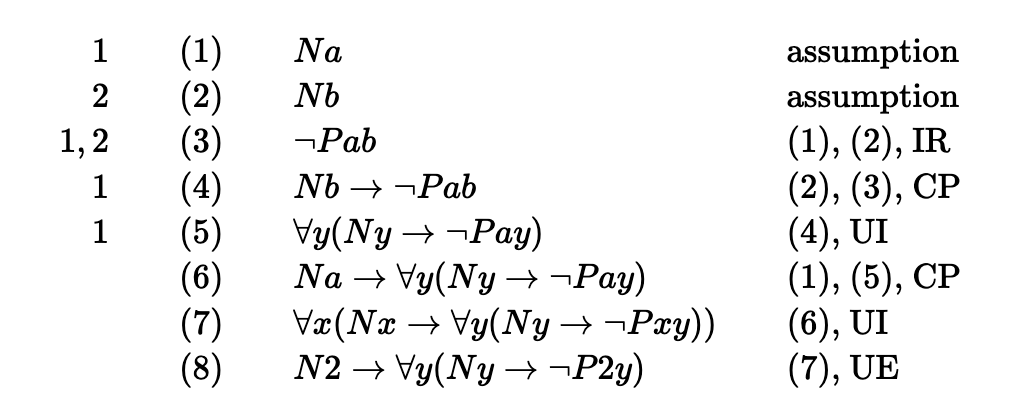 1 (1) Na assumption
2 (2) Nb assumption
1, 2 (3) ¬Pab (1), (2), IR
1 (4) Nb → ¬Pab (2), (3), CP
1 (5) ∀y(Ny → ¬Pay) (4), UI
(6) Na → ∀y(Ny → ¬Pay) (1), (5), CP
(7) ∀x(Nx → ∀y(Ny → ¬Pxy)) (6), UI
(8) N2 → ∀y(Ny → ¬P2y) (7), UE